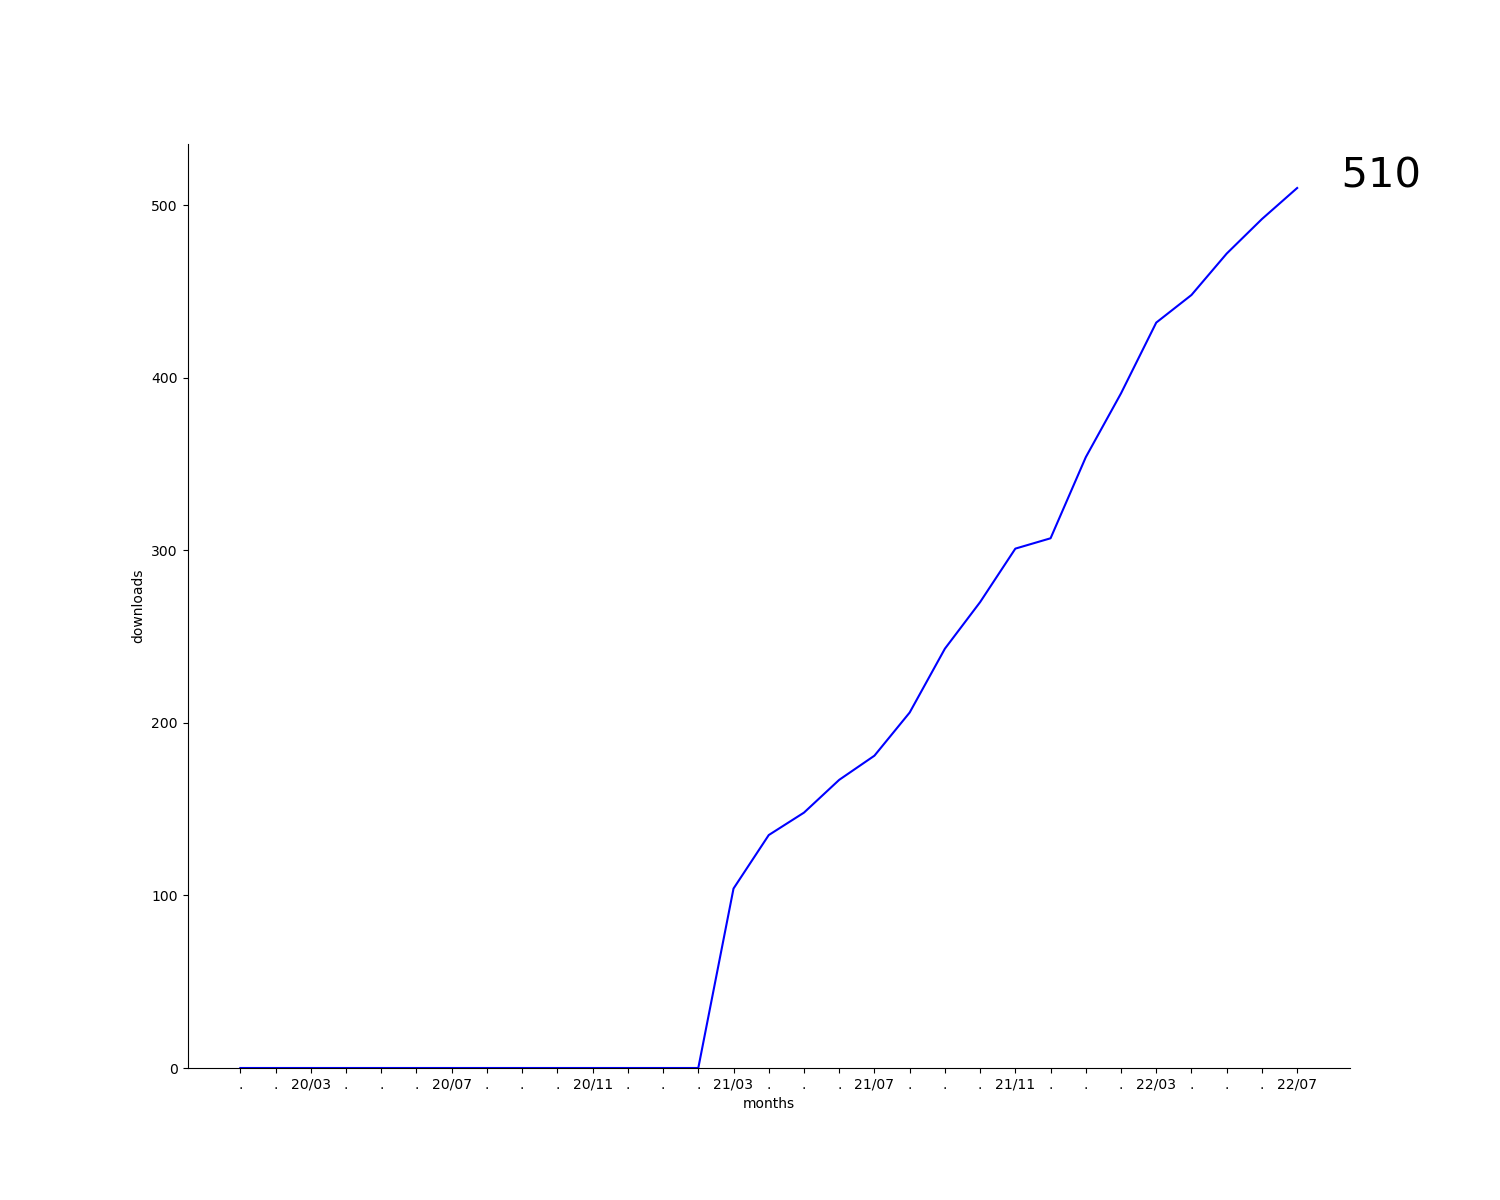 510
500
400
300
200
100
0
downloads
. . 20/03 . . . 20/07 . . . 20/11 . . . 21/03 . . . 21/07 . . . 21/11 . . . 22/03 . . . 22/07
months